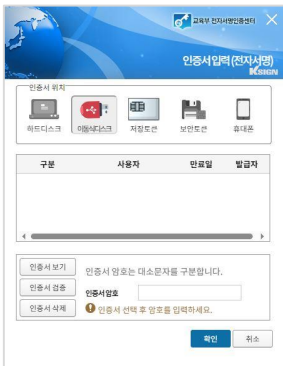 교육부 전자서명인증센터
인증서입력(전자서명)
KSIGN
인증서 위치
하드디스크 이동식디스크 저장토큰 보안토큰 휴대폰
구분 사용자 만료일 발급자
인증서 보기
인증서 암호는 대소문자를 구분합니다.
인증서 검증
인증서암호
인증서 삭제
인증서 선택 후 암호를 입력하세요.
확인 취소